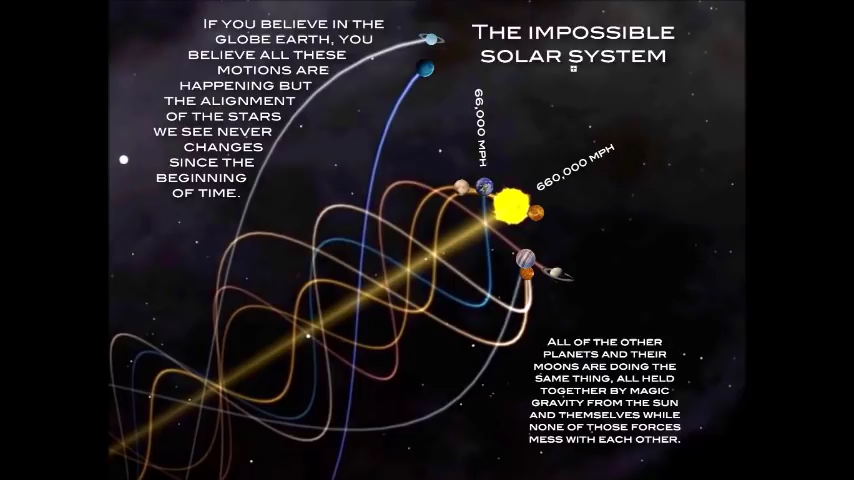 IF YOU BELIEVE IN THE
GLOBE EARTH, YOU
BELIEVE ALL THESE
MOTIONS ARE
HAPPENING BUT
THE ALIGNMENT
OF THE STARS
WE SEE NEVER
CHANGES
SINCE THE
BEGINNING
OF TIME.
THE IMPOSSIBLE
SOLAR SYSTEM
66,000 MPH
660,000 MPH
ALL OF THE OTHER
PLANETS AND THEIR
MOONS ARE DOING THE
SAME THING, ALL HELD
TOGETHER BY MAGIC
GRAVITY FROM THE SUN
AND THEMSELVES WHILE
NONE OF THOSE FORCES
MESS WITH EACH OTHER.